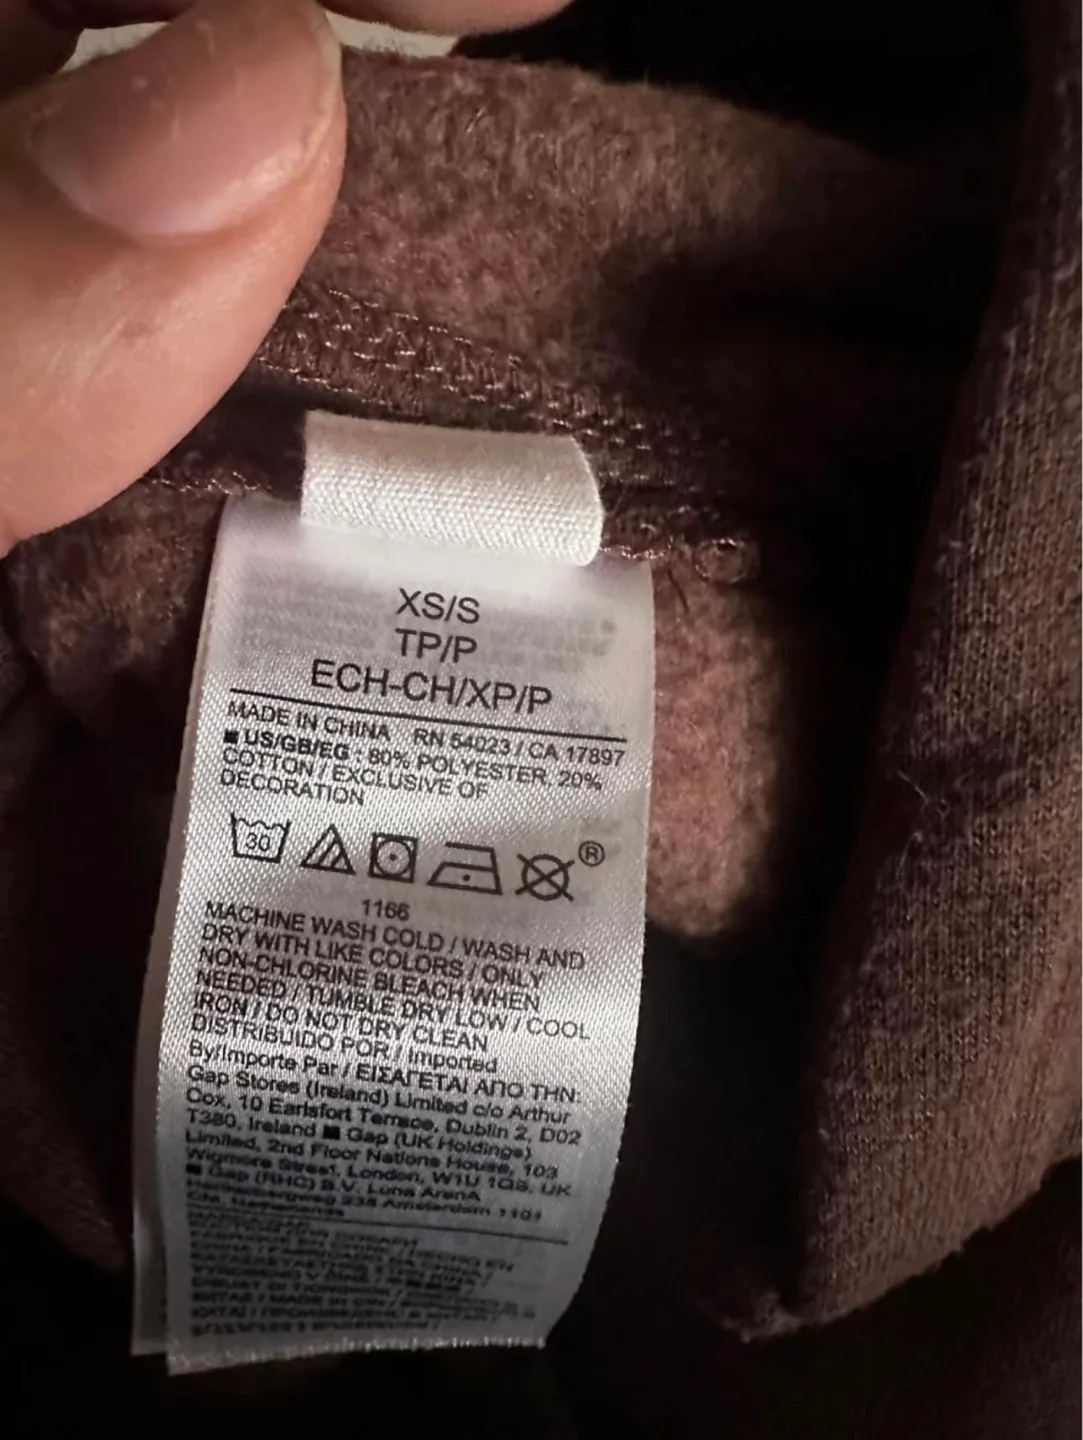 XS/S
TP/P
ECH-CH/XP/P
MADE IN CHINA RN 54023 / CA 17897
■ US/GB/EG : 80% POLYESTER. 20%
COTTON / EXCLUSIVE OF
DECORATION
30 ®
1166
MACHINE WASH COLD / WASH AND
DRY WITH LIKE COLORS / ONLY
NON-CHLORINE BLEACH WHEN
NEEDED / TUMBLE DRY LOW / COOL
IRON / DO NOT DRY CLEAN
DISTRIBUIDO POR / Imported
By/Importe Par / ΕΙΣΑΓΕΤΑΙ ΑΠΟ ΤΗΝ:
Gap Stores (Ireland) Limited c/o Arthur
Cox, 10 Earlsfort Terrace, Dublin 2, D02
T380, Ireland ■ Gap (UK Holdings)
Limited, 2nd Floor Nations House, 103
Wigmore Street, London, W1U 1QS, UK
■ Gap (RHC) B.V. Luna ArenA
238 Amsterdam 1101
Netherlands